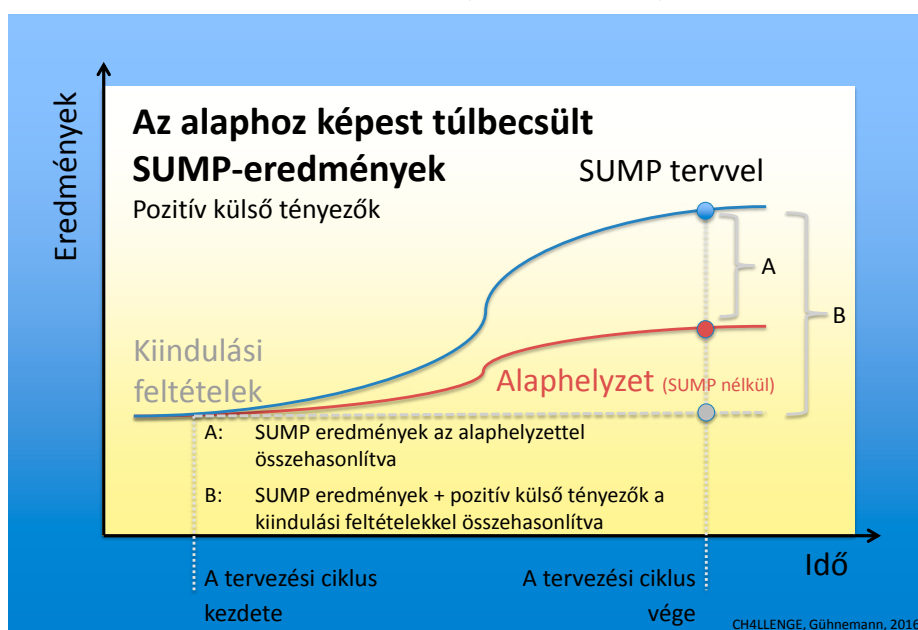 Eredmények
Az alaphoz képest túlbecsült
SUMP-eredmények
Pozitív külső tényezők
SUMP tervvel
A
B
Kiindulási
feltételek
Alaphelyzet (SUMP nélkül)
A: SUMP eredmények az alaphelyzettel
összehasonlítva
B: SUMP eredmények + pozitív külső tényezők a
kiindulási feltételekkel összehasonlítva
Idő
A tervezési ciklus
kezdete
A tervezési ciklus
vége
CH4LLENGE, Gühnemann, 2016